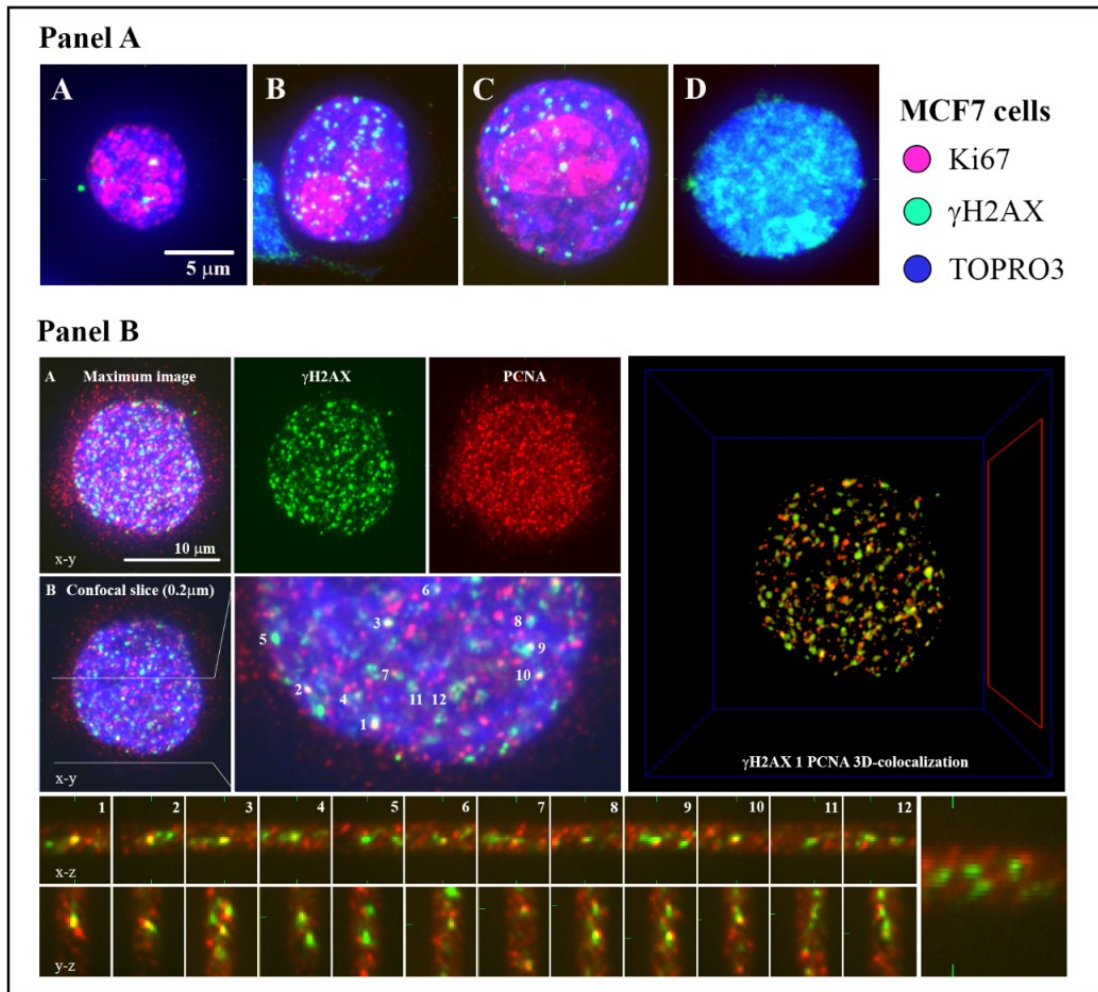 Panel A
A
B
C
D
5 μm
MCF7 cells
Ki67
γH2AX
TOPRO3
Panel B
A
Maximum image
x-y
10 μm
γH2AX
PCNA
B
Confocal slice (0.2μm)
x-y
6
3
8
5
9
7
10
2
4
11
12
1
γH2AX 1 PCNA 3D-colocalization
1
2
3
4
5
6
7
8
9
10
11
12
x-z
y-z